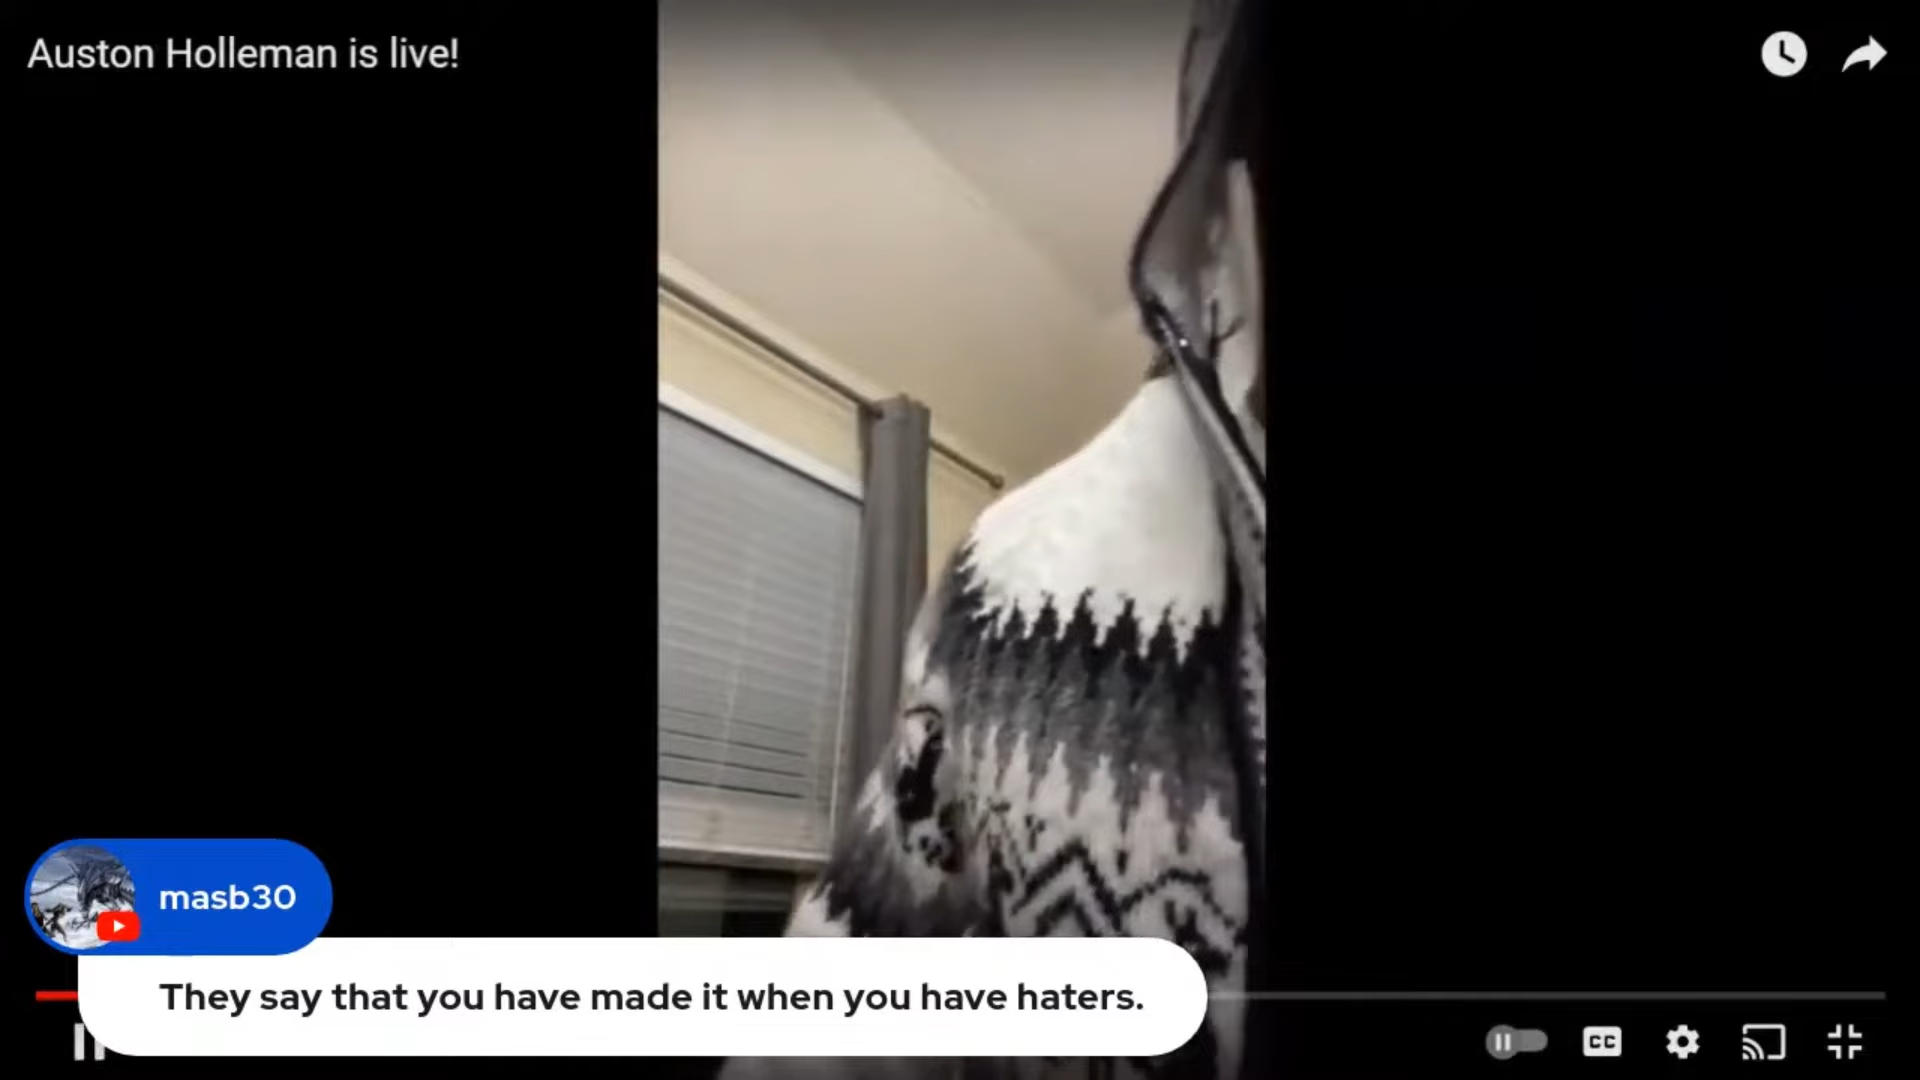 Auston Holleman is live!
masb30
They say that you have made it when you have haters.
CC